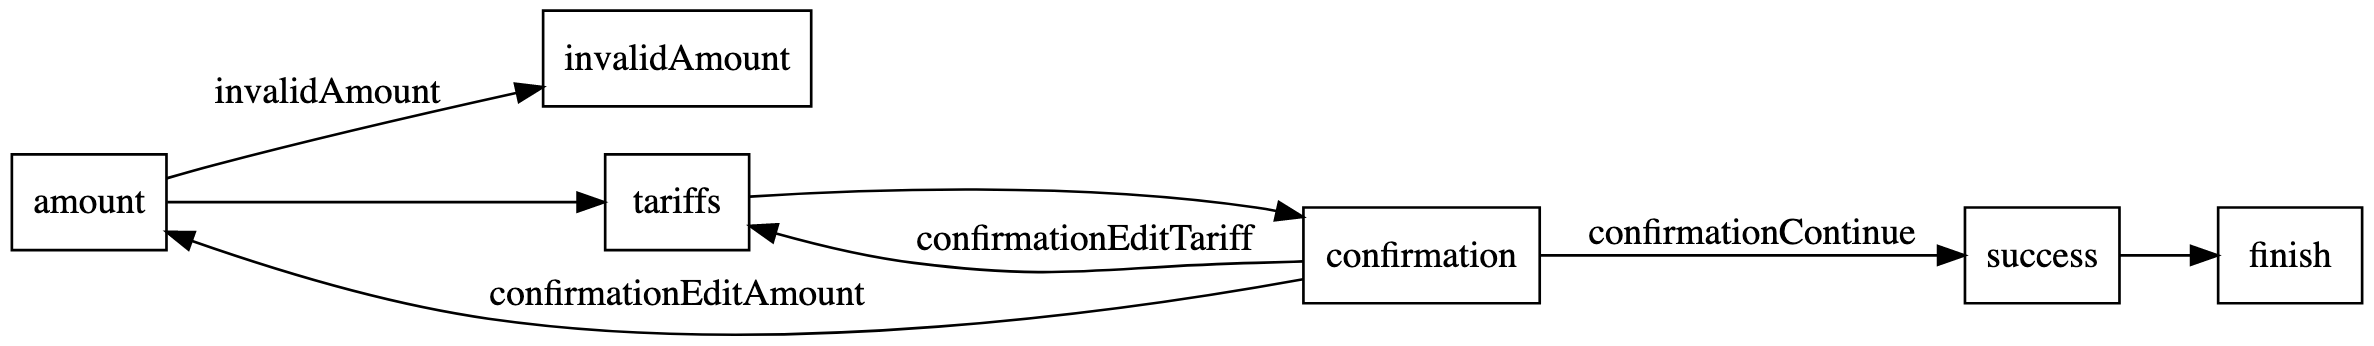 invalidAmount
invalidAmount
amount
tariffs
confirmationEditTariff
confirmationEditAmount
confirmation
confirmationContinue
success
finish